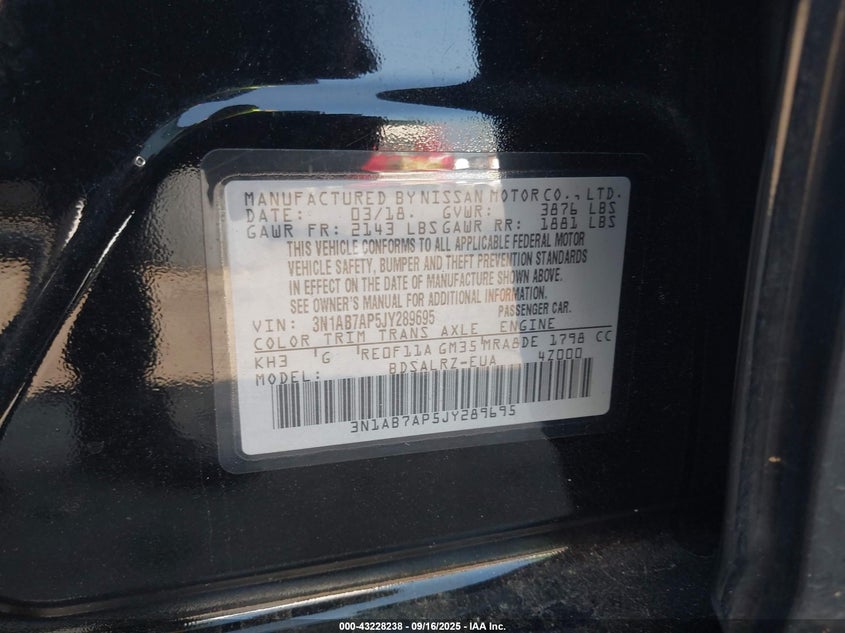 MANUFACTURED BY NISSAN MOTOR CO., LTD.
DATE: 03/18. GVWR: 3876 LBS
GAWR FR: 2143 LBS GAWR RR: 1881 LBS
THIS VEHICLE CONFORMS TO ALL APPLICABLE FEDERAL MOTOR
VEHICLE SAFETY, BUMPER AND THEFT PREVENTION STANDARDS
IN EFFECT ON THE DATE OF MANUFACTURE SHOWN ABOVE.
SEE OWNER'S MANUAL FOR ADDITIONAL INFORMATION.
VIN: 3N1AB7AP5JY289695 PASSENGER CAR.
COLOR TRIM TRANS AXLE ENGINE
KH3 'G 'RE0F11A GM35 'MRA8DE 1798 CC
MODEL: BDSALRZ-EUA 4Z000
3N1AB7AP5JY289695
000-43228238 - 09/16/2025 - IAA Inc.